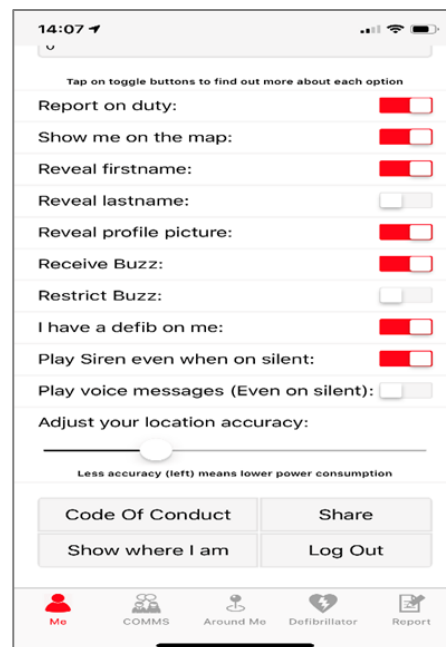 14:07
Tap on toggle buttons to find out more about each option
Report on duty:
Show me on the map:
Reveal firstname:
Reveal lastname:
Reveal profile picture:
Receive Buzz:
Restrict Buzz:
I have a defib on me:
Play Siren even when on silent:
Play voice messages (Even on silent):
Adjust your location accuracy:
Less accuracy (left) means lower power consumption
Code Of Conduct Share
Show where I am Log Out
Me COMMS Around Me Defibrillator Report